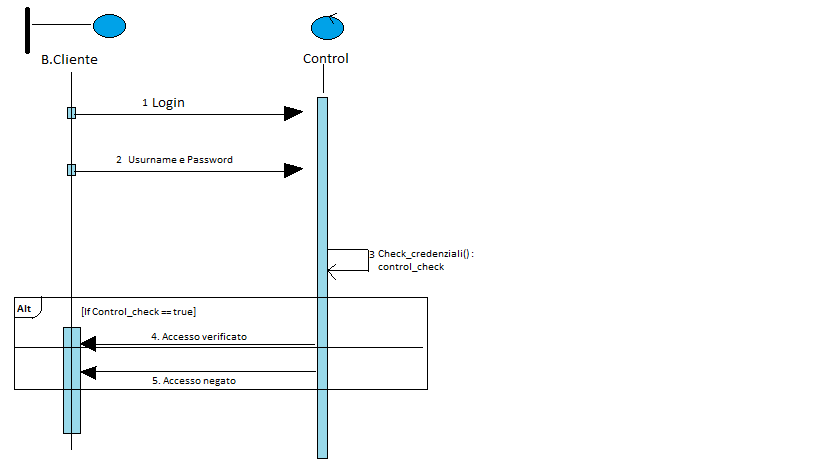 B.Cliente
Control
1 Login
2 Usurname e Password
3 Check_credenziali() :
control_check
Alt
[If Control_check == true]
4. Accesso verificato
5. Accesso negato